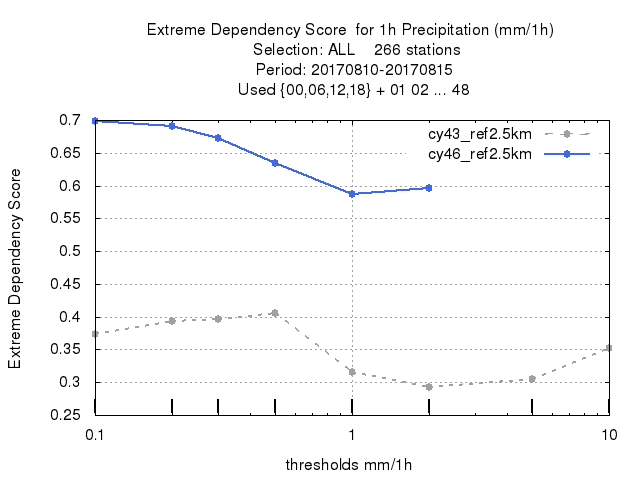 Extreme Dependency Score  for 1h Precipitation (mm/1h)
Selection: ALL    266 stations
Period: 20170810-20170815
Used {00,06,12,18} + 01 02 ... 48
cy43_ref2.5km
cy46_ref2.5km
0.7
0.65
0.6
0.55
0.5
0.45
0.4
0.35
0.3
0.25
Extreme Dependency Score
0.1
1
10
thresholds mm/1h